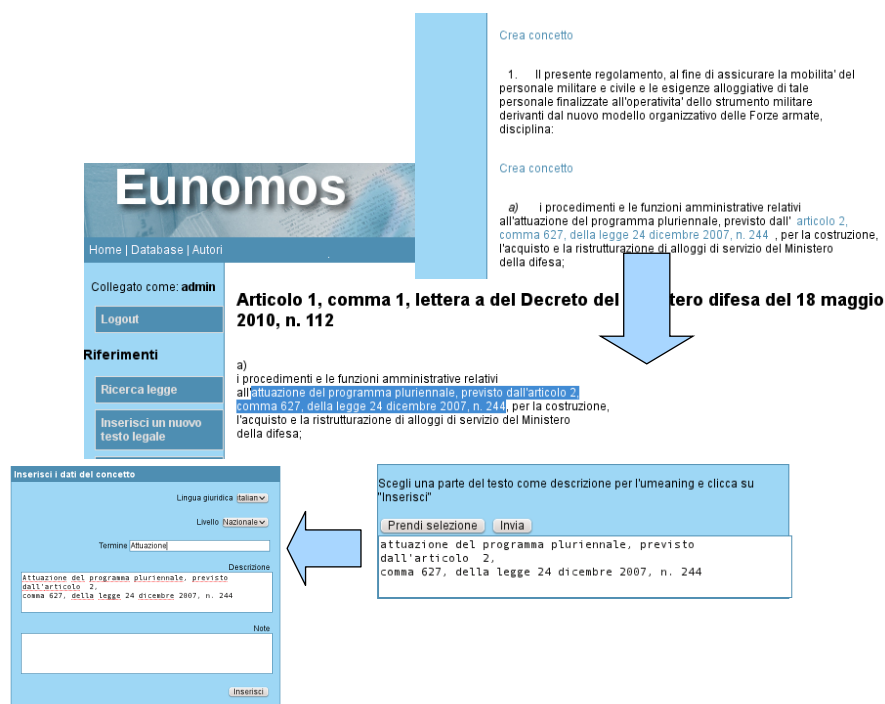 Crea concetto
1. Il presente regolamento, al fine di assicurare la mobilita' del
personale militare e civile e le esigenze alloggiative di tale
personale finalizzate all'operativita' dello strumento militare
derivanti dal nuovo modello organizzativo delle Forze armate,
disciplina:
Crea concetto
a) i procedimenti e le funzioni amministrative relativi
all'attuazione del programma pluriennale, previsto dall' articolo 2,
comma 627, della legge 24 dicembre 2007, n. 244 , per la costruzione,
l'acquisto e la ristrutturazione di alloggi di servizio del Ministero
della difesa;
Eunomos
Home | Database | Autori
Collegato come: admin
Logout
Riferimenti
Ricerca legge
Inserisci un nuovo
testo legale
Articolo 1, comma 1, lettera a del Decreto del tero difesa del 18 maggio
2010, n. 112
a)
i procedimenti e le funzioni amministrative relativi
all'attuazione del programma pluriennale, previsto dall'articolo 2,
comma 627, della legge 24 dicembre 2007, n. 244, per la costruzione,
l'acquisto e la ristrutturazione di alloggi di servizio del Ministero
della difesa;
Scegli una parte del testo come descrizione per l'umeaning e clicca su
"Inserisci"
Prendi selezione Invia
attuazione del programma pluriennale, previsto
dall'articolo 2,
comma 627, della legge 24 dicembre 2007, n. 244
Inserisci i dati del concetto
Lingua giuridica italian
Livello Nazionale
Termine Attuazione
Descrizione
Attuazione del programma pluriennale, previsto
dall'articolo 2,
comma 627, della legge 24 dicembre 2007, n. 244
Note
Inserisci